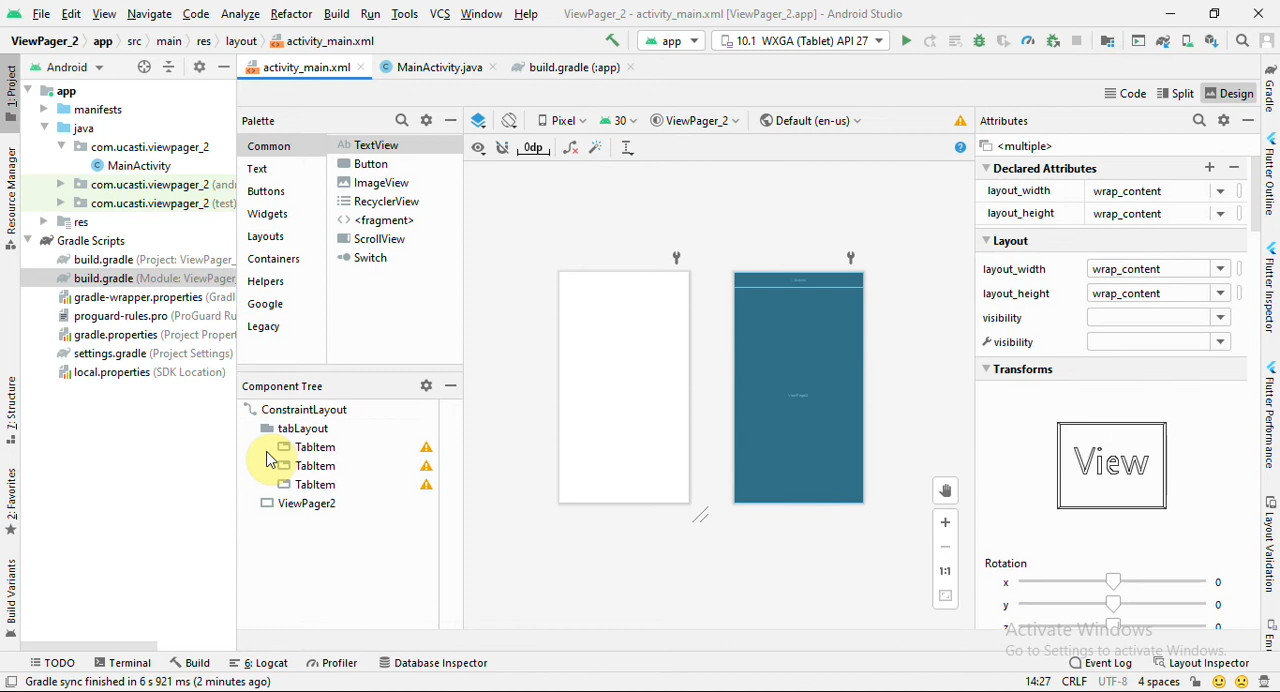 File Edit View Navigate Code Analyze Refactor Build Run Tools VCS Window Help ViewPager_2 - activity_main.xml [ViewPager_2.app] - Android Studio
ViewPager_2 app src main res layout activity_main.xml app 10.1 WXGA (Tablet) API 27
Android activity_main.xml MainActivity.java build.gradle (:app)
Code Split Design
1: Project
Resource Manager
Z: Structure
2: Favorites
Build Variants
app
manifests
java
com.ucasti.viewpager_2
MainActivity
com.ucasti.viewpager_2 (and
com.ucasti.viewpager_2 (test)
res
Gradle Scripts
build.gradle (Project: ViewPager_
build.gradle (Module: ViewPager
gradle-wrapper.properties (Gradl
proguard-rules.pro (ProGuard Ru
gradle.properties (Project Proper
settings.gradle (Project Settings)
local.properties (SDK Location)
Palette
Common
Text
Buttons
Widgets
Layouts
Containers
Helpers
Google
Legacy
Ab TextView
Button
ImageView
RecyclerView
<fragment>
ScrollView
Switch
Component Tree
ConstraintLayout
tabLayout
TabItem
TabItem
TabItem
ViewPager2
Pixel 30 ViewPager_2 Default (en-us)
0dp
1:1
Attributes
<multiple>
Declared Attributes
layout_width wrap_content
layout_height wrap_content
Layout
layout_width wrap_content
layout_height wrap_content
visibility
visibility
Transforms
View
Rotation
x 0
y 0
z 0
Activate Windows
Go to Settings to activate Windows.
Gradle
Flutter Outline
Flutter Inspector
Flutter Performance
Layout Validation
Emu
TODO Terminal Build 6: Logcat Profiler Database Inspector Event Log Layout Inspector
Gradle sync finished in 6 s 921 ms (2 minutes ago) 14:27 CRLF UTF-8 4 spaces